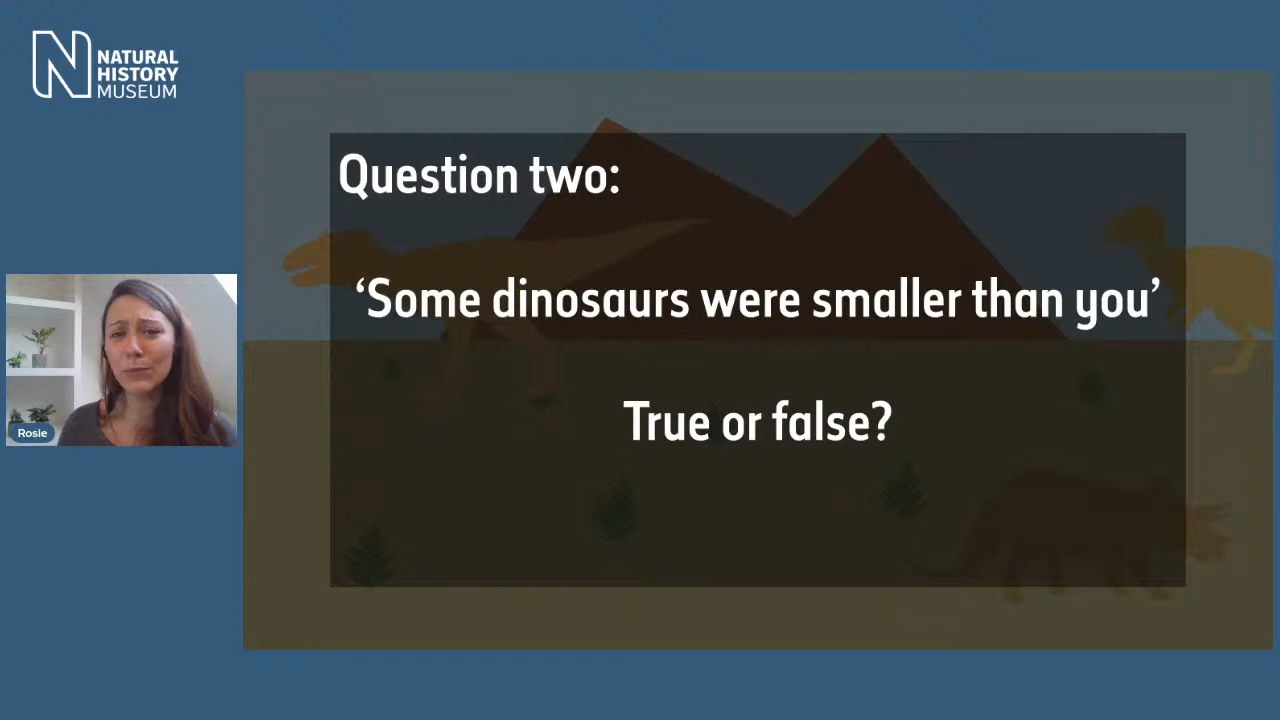 NATURAL
HISTORY
MUSEUM
Question two:
‘Some dinosaurs were smaller than you’
True or false?
Rosie